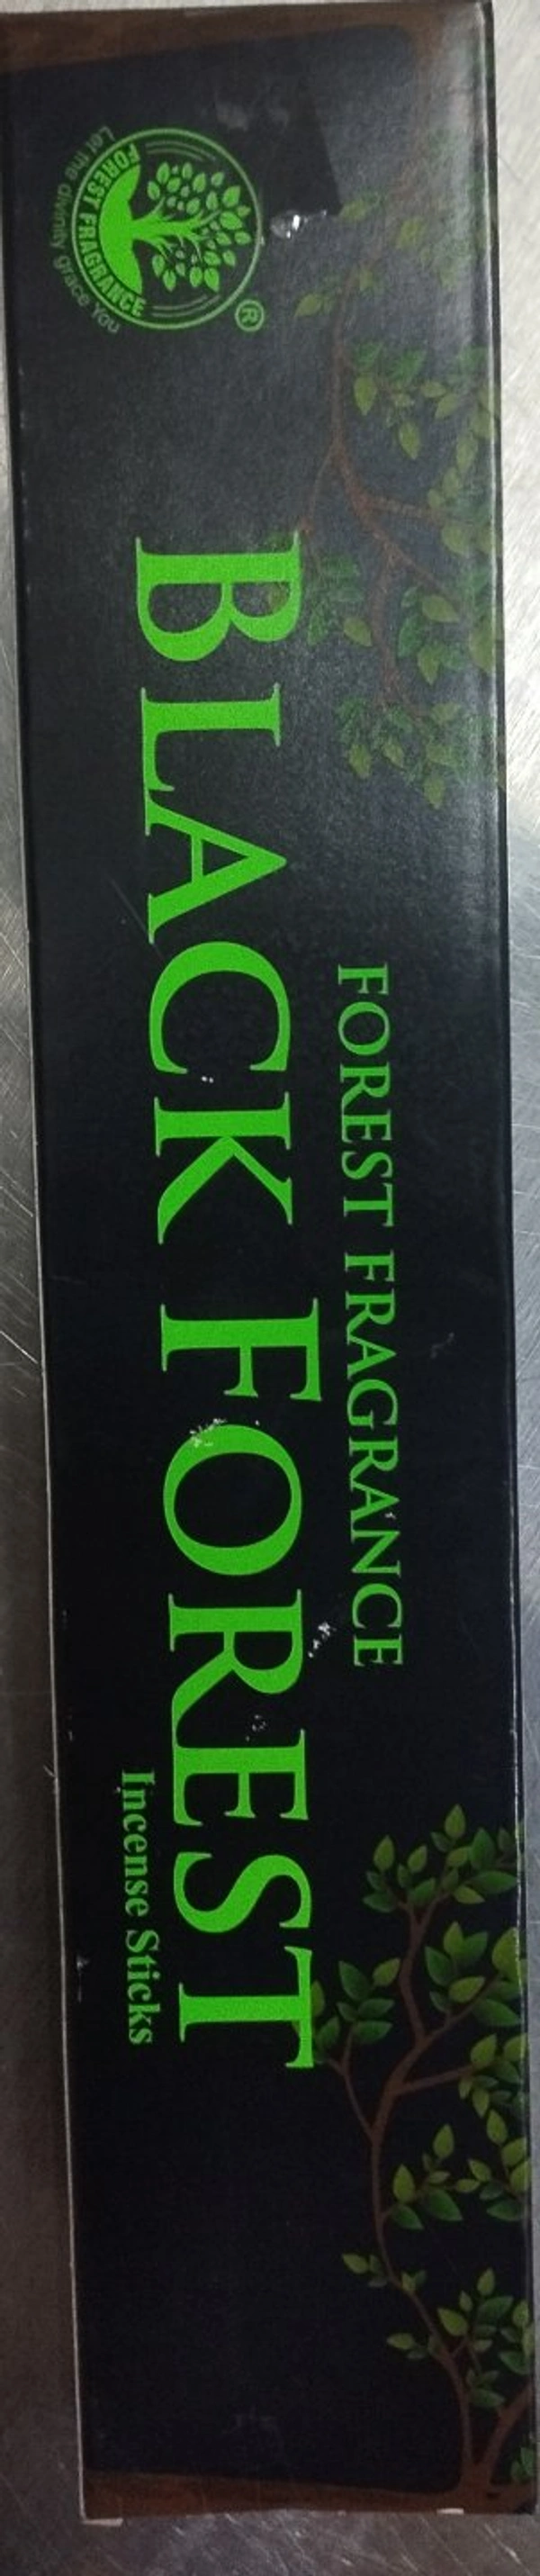 FOREST FRAGRANCE
Let the divinity grace You
®
FOREST FRAGRANCE
BLACK FOREST
Incense Sticks